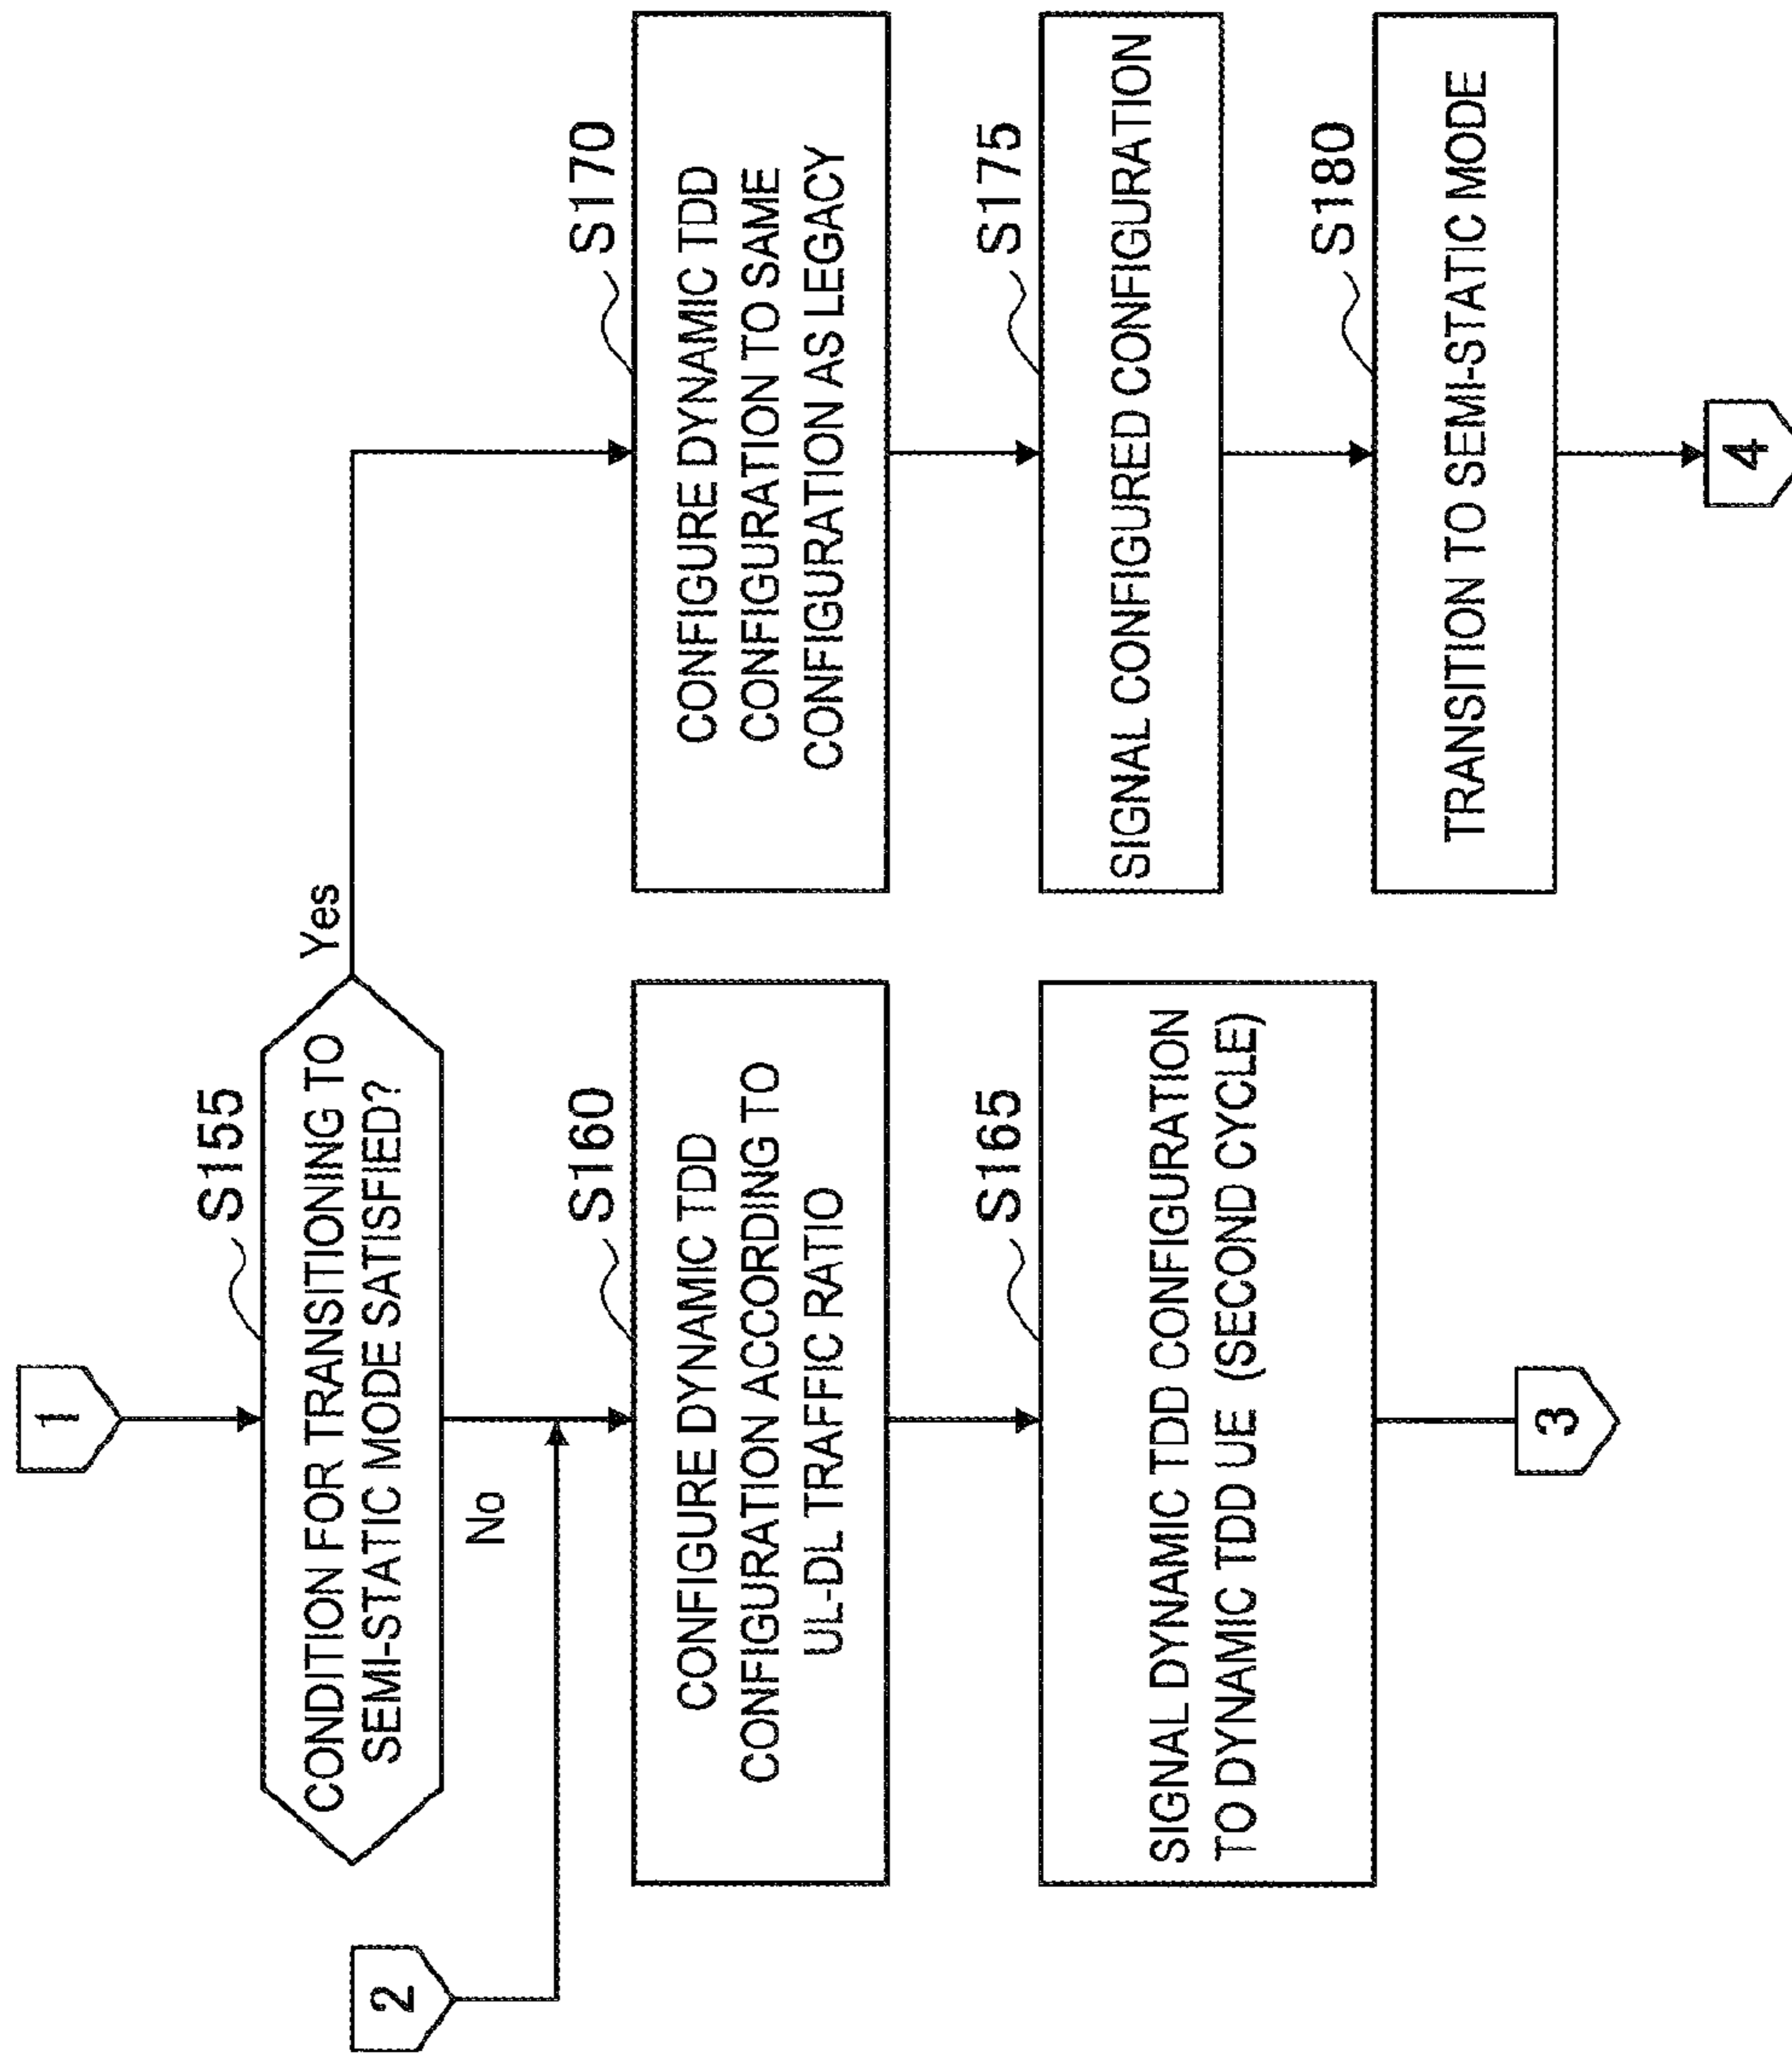 1
S155
CONDITION FOR TRANSITIONING TO
SEMI-STATIC MODE SATISFIED?
Yes
No
2
S160
CONFIGURE DYNAMIC TDD
CONFIGURATION ACCORDING TO
UL-DL TRAFFIC RATIO
S165
SIGNAL DYNAMIC TDD CONFIGURATION
TO DYNAMIC TDD UE (SECOND CYCLE)
3
S170
CONFIGURE DYNAMIC TDD
CONFIGURATION TO SAME
CONFIGURATION AS LEGACY
S175
SIGNAL CONFIGURED CONFIGURATION
S180
TRANSITION TO SEMI-STATIC MODE
4